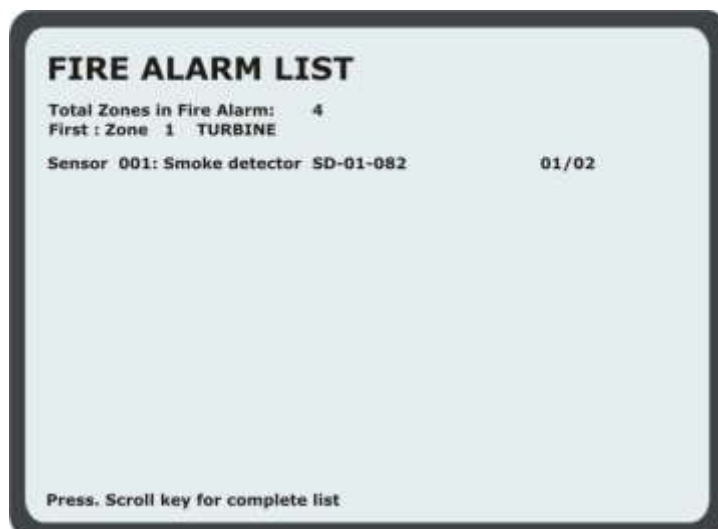 FIRE ALARM LIST
Total Zones in Fire Alarm: 4
First : Zone 1 TURBINE
Sensor 001: Smoke detector SD-01-082 01/02
Press. Scroll key for complete list